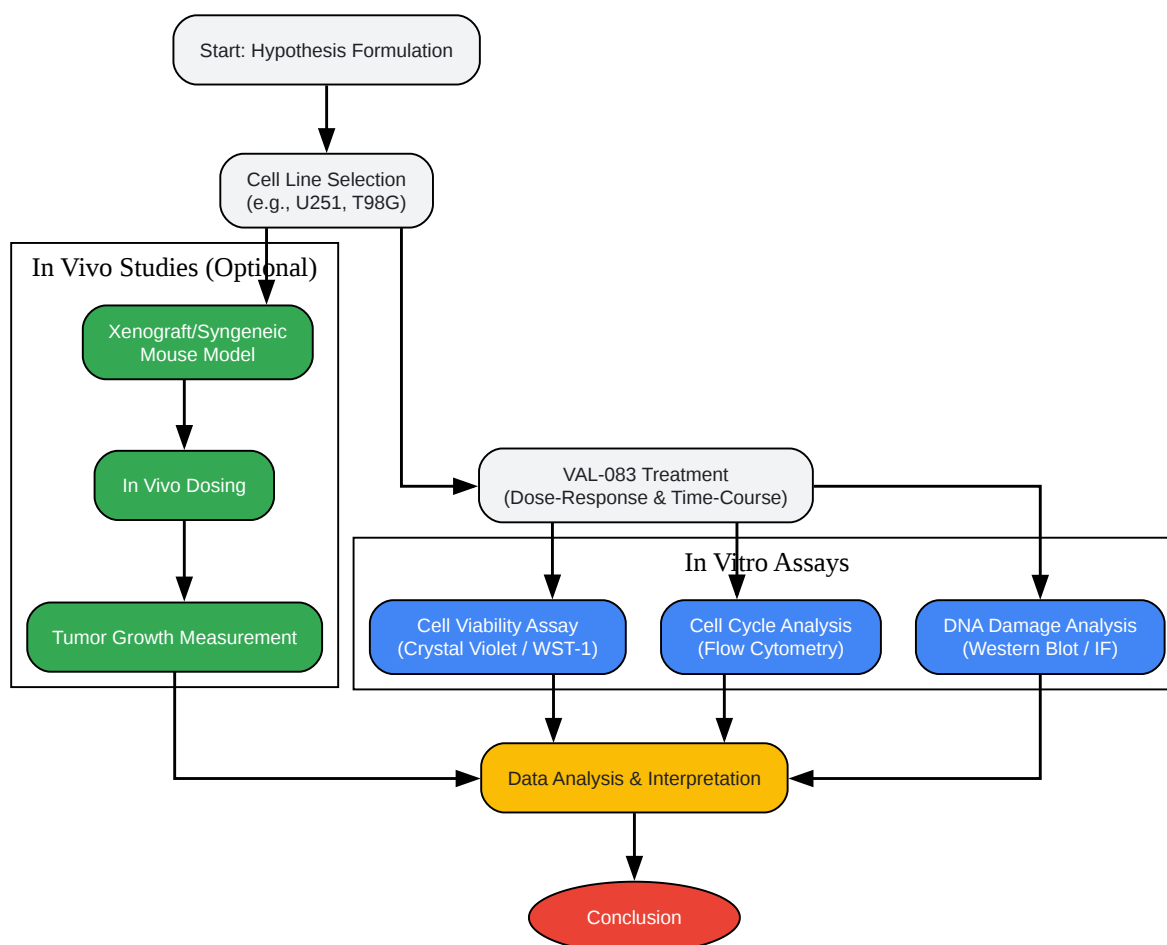 Start: Hypothesis Formulation
Cell Line Selection
(e.g., U251, T98G)
In Vivo Studies (Optional)
Xenograft/Syngeneic
Mouse Model
In Vivo Dosing
Tumor Growth Measurement
VAL-083 Treatment
(Dose-Response & Time-Course)
In Vitro Assays
Cell Viability Assay
(Crystal Violet / WST-1)
Cell Cycle Analysis
(Flow Cytometry)
DNA Damage Analysis
(Western Blot / IF)
Data Analysis & Interpretation
Conclusion